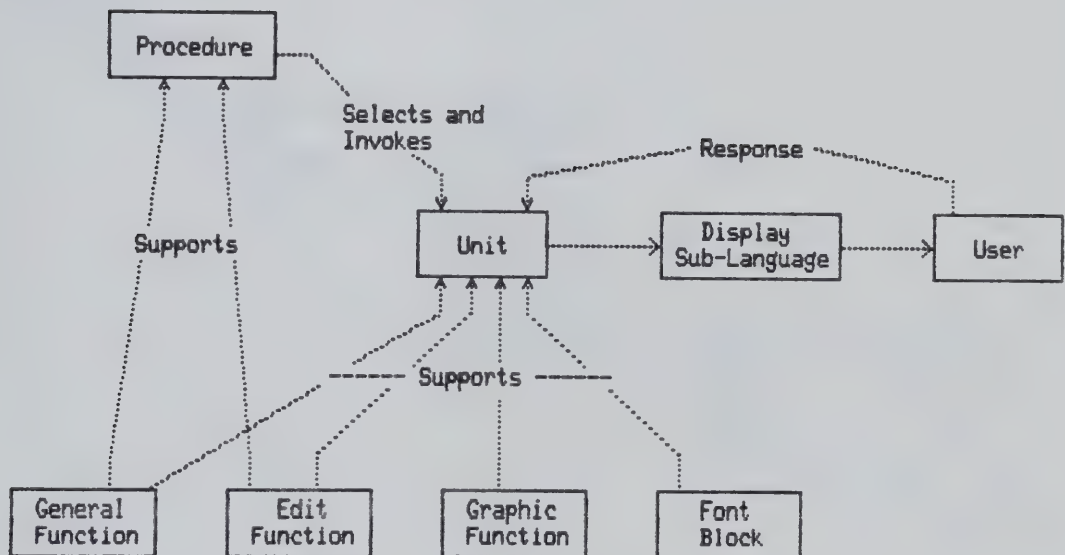 Procedure
Selects and
Invokes
Response
Unit
Display
Sub-Language
User
Supports
Supports
General
Function
Edit
Function
Graphic
Function
Font
Block